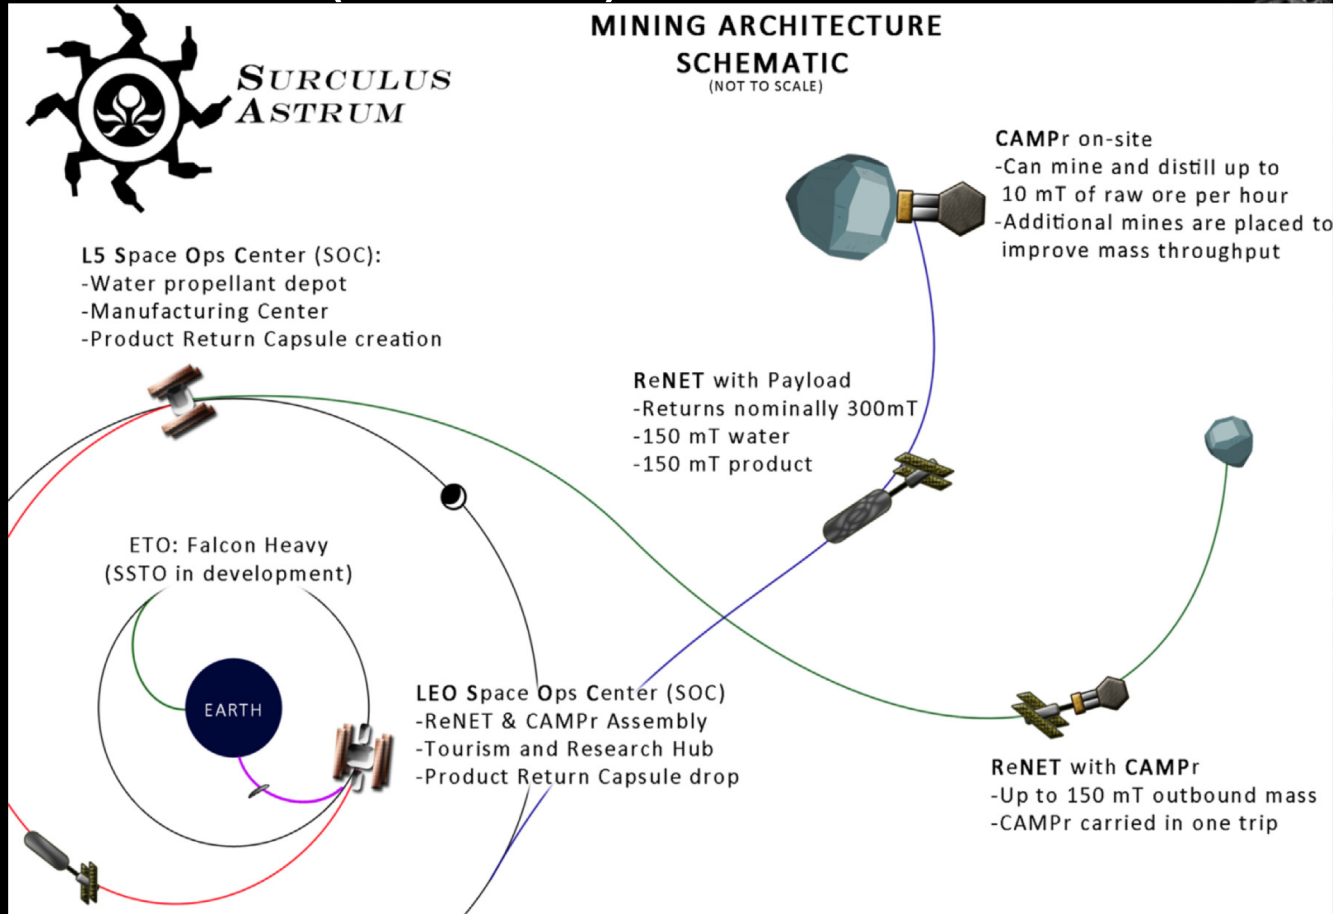 MINING ARCHITECTURE
SCHEMATIC
(NOT TO SCALE)
SURCULUS
ASTRUM
CAMPr on-site
-Can mine and distill up to
10 mT of raw ore per hour
-Additional mines are placed to
improve mass throughput
L5 Space Ops Center (SOC):
-Water propellant depot
-Manufacturing Center
-Product Return Capsule creation
ReNET with Payload
-Returns nominally 300mT
-150 mT water
-150 mT product
ETO: Falcon Heavy
(SSTO in development)
EARTH
LEO Space Ops Center (SOC)
-ReNET & CAMPr Assembly
-Tourism and Research Hub
-Product Return Capsule drop
ReNET with CAMPr
-Up to 150 mT outbound mass
-CAMPr carried in one trip